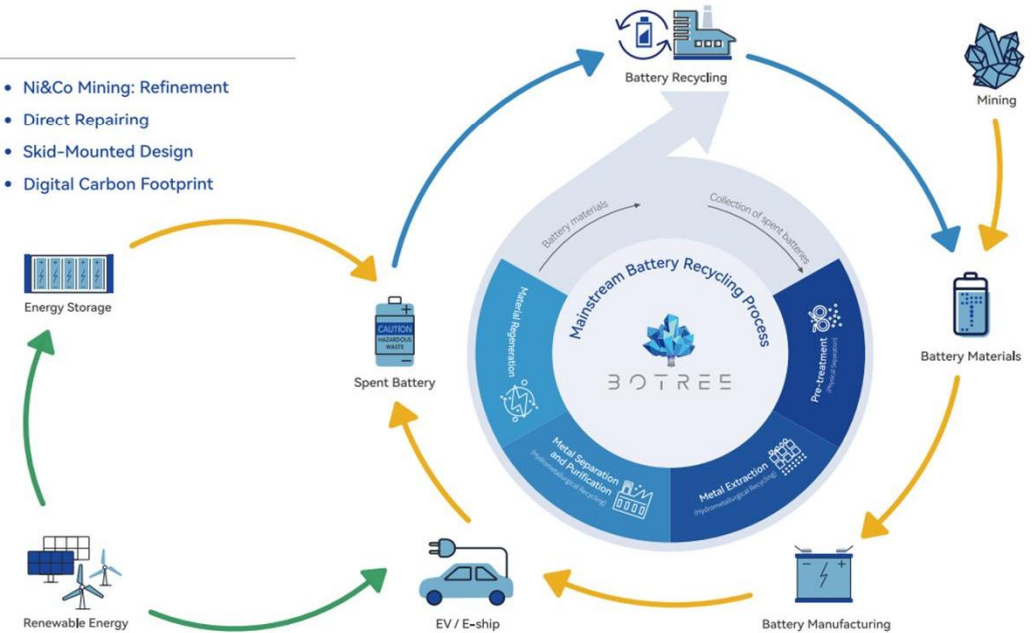 Ni&Co Mining: Refinement
Direct Repairing
Skid-Mounted Design
Digital Carbon Footprint
Battery Recycling
Mining
Energy Storage
CAUTION
HAZARDOUS
WASTE
Spent Battery
Battery Materials
Battery materials
Collection of spent batteries
Mainstream Battery Recycling Process
BOTREE
Material Regeneration
Pre-treatment
(Physical Separation)
Metal Separation
and Purification
(Hydrometallurgical Recycling)
Metal Extraction
(Hydrometallurgical Recycling)
Renewable Energy
EV / E-ship
Battery Manufacturing